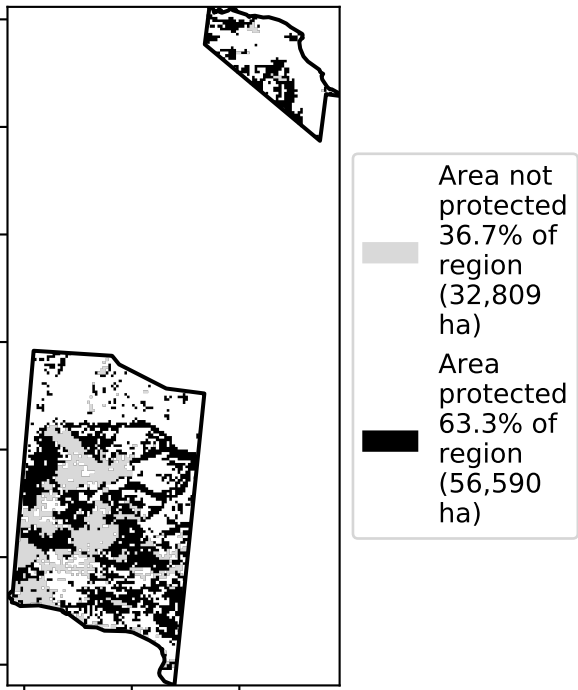 Area not
protected
36.7% of
region
(32,809
ha)
Area
protected
63.3% of
region
(56,590
ha)